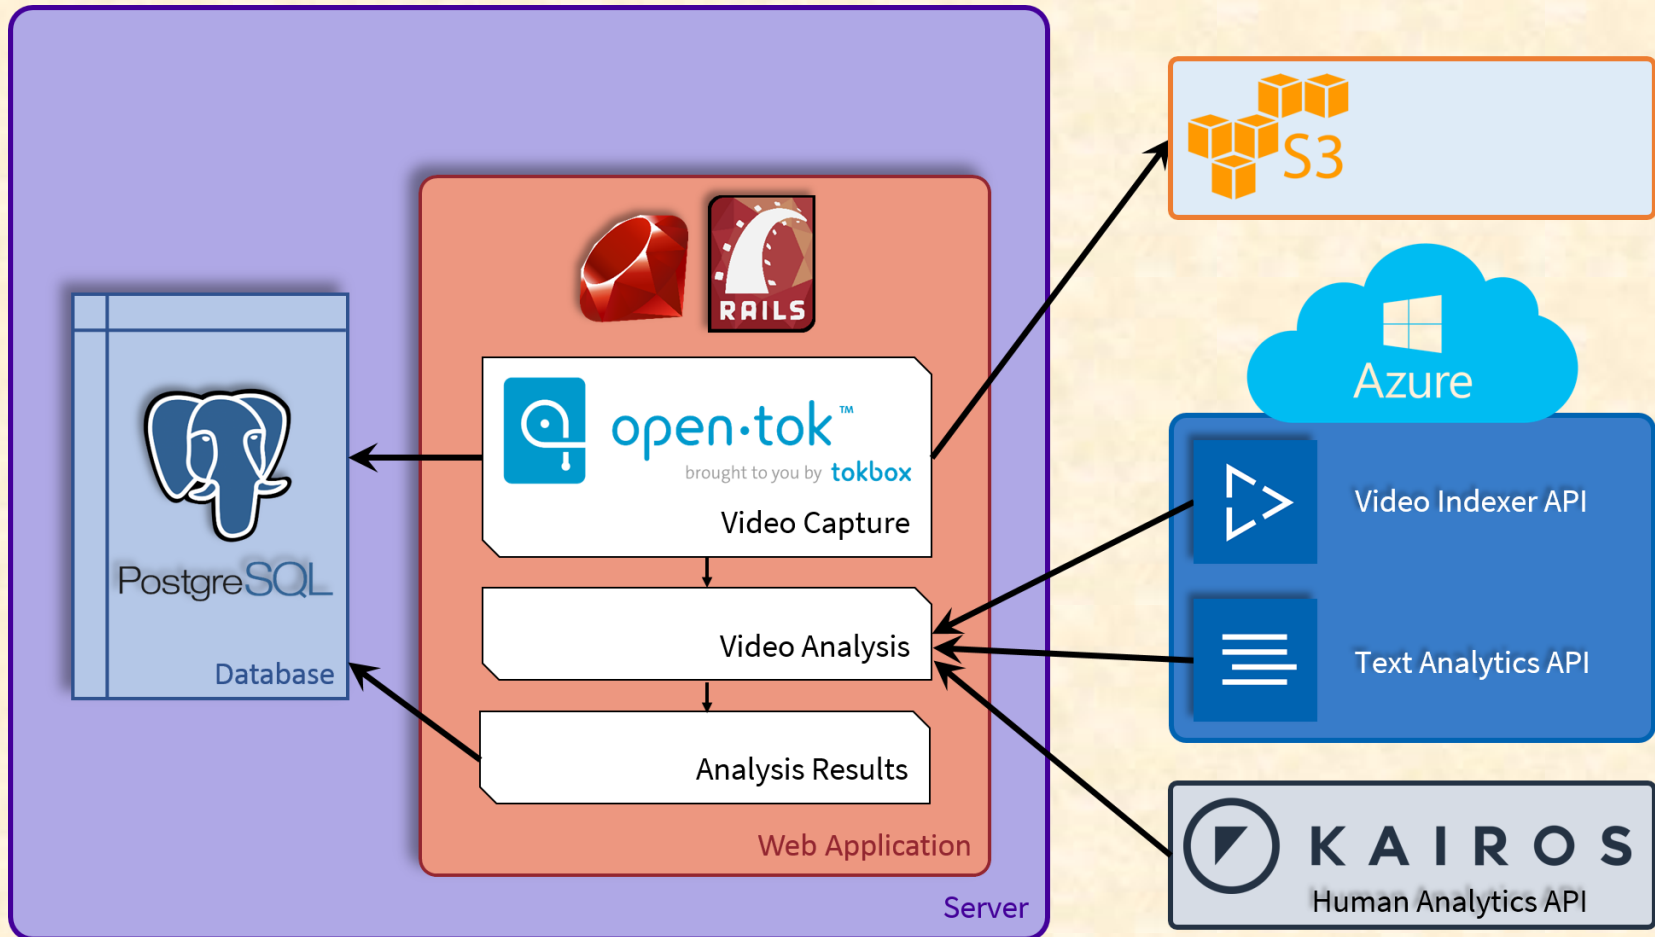 RAILS
open·tok™
brought to you by tokbox
Video Capture
Video Analysis
Analysis Results
Web Application
PostgreSQL
Database
Server
S3
Azure
Video Indexer API
Text Analytics API
KAIROS
Human Analytics API